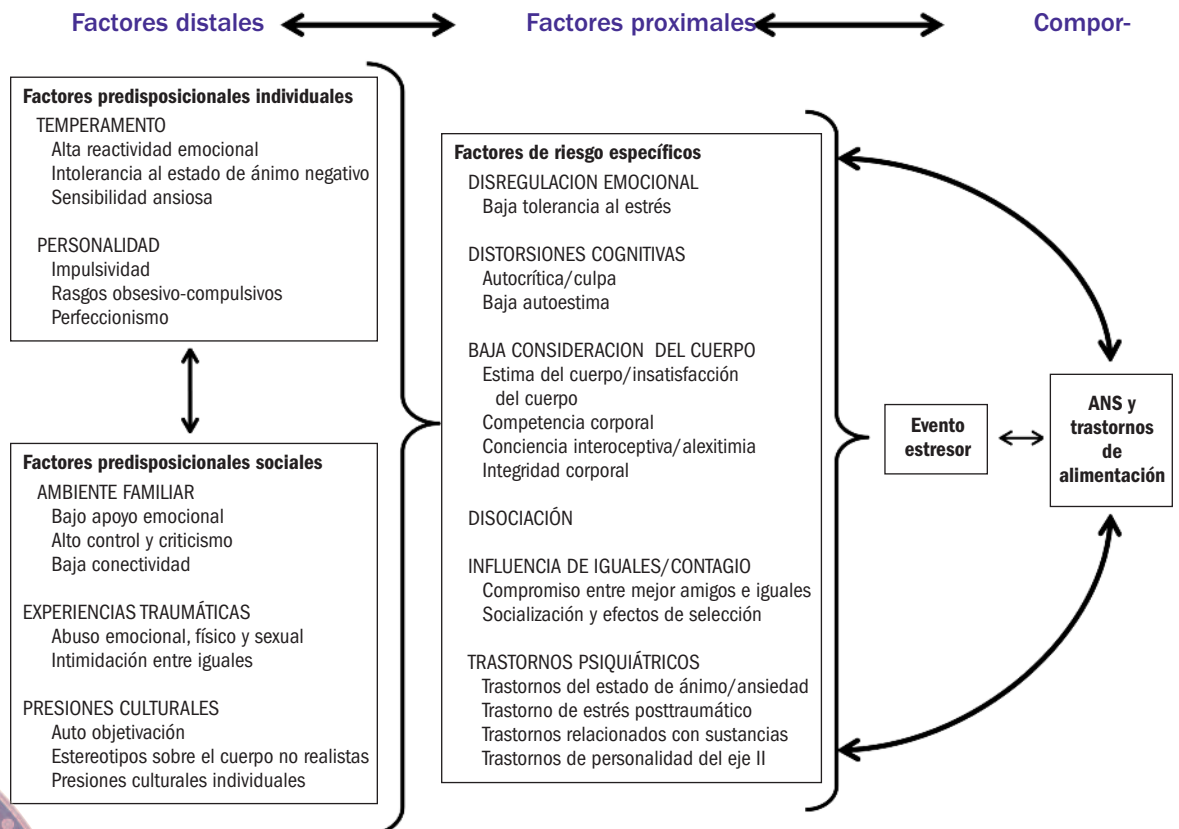 Factores distales
Factores proximales
Compor-
Factores predisposicionales individuales
TEMPERAMENTO
Alta reactividad emocional
Intolerancia al estado de ánimo negativo
Sensibilidad ansiosa
PERSONALIDAD
Impulsividad
Rasgos obsesivo-compulsivos
Perfeccionismo
Factores predisposicionales sociales
AMBIENTE FAMILIAR
Bajo apoyo emocional
Alto control y criticismo
Baja conectividad
EXPERIENCIAS TRAUMÁTICAS
Abuso emocional, físico y sexual
Intimidación entre iguales
PRESIONES CULTURALES
Auto objetivación
Estereotipos sobre el cuerpo no realistas
Presiones culturales individuales
Factores de riesgo específicos
DISREGULACION EMOCIONAL
Baja tolerancia al estrés
DISTORSIONES COGNITIVAS
Autocrítica/culpa
Baja autoestima
BAJA CONSIDERACION DEL CUERPO
Estima del cuerpo/insatisfacción
del cuerpo
Competencia corporal
Conciencia interoceptiva/alexitimia
Integridad corporal
DISOCIACIÓN
INFLUENCIA DE IGUALES/CONTAGIO
Compromiso entre mejor amigos e iguales
Socialización y efectos de selección
TRASTORNOS PSIQUIÁTRICOS
Trastornos del estado de ánimo/ansiedad
Trastorno de estrés posttraumático
Trastornos relacionados con sustancias
Trastornos de personalidad del eje II
Evento
estresor
ANS y
trastornos
de
alimentación